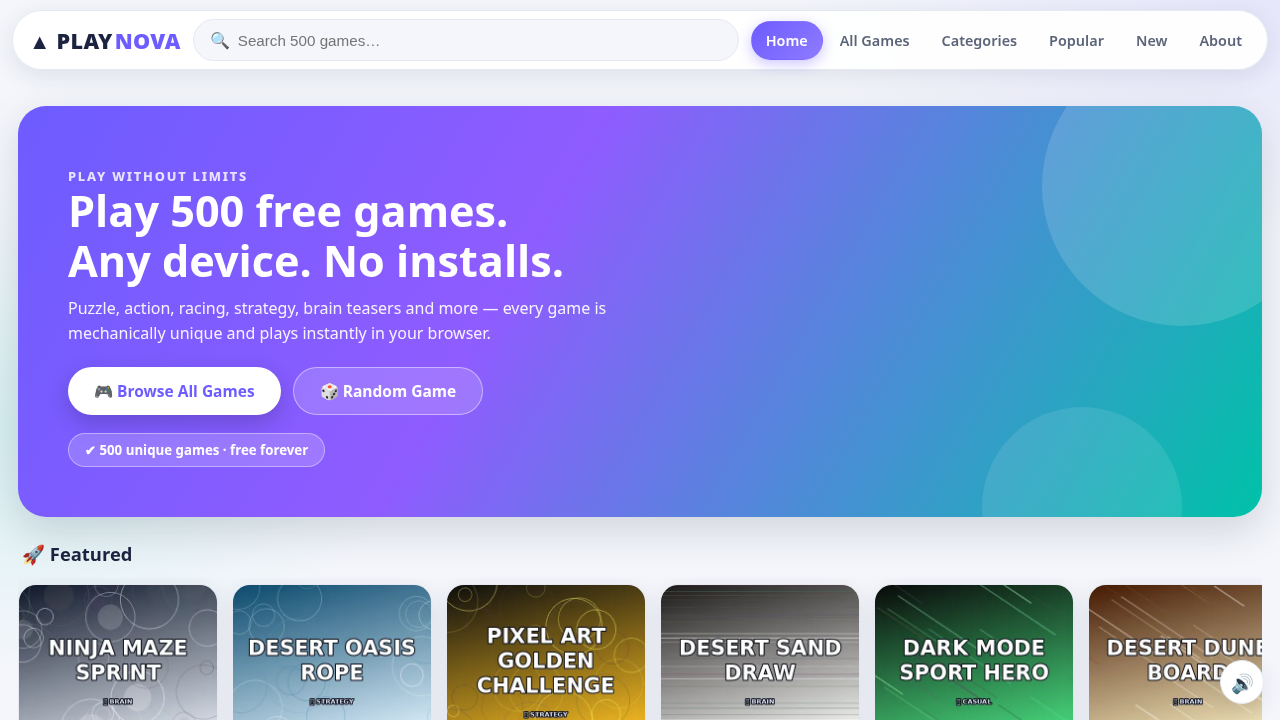 ▲ PLAYNOVA
🔍 Search 500 games…
Home
All Games
Categories
Popular
New
About
PLAY WITHOUT LIMITS
Play 500 free games.
Any device. No installs.
Puzzle, action, racing, strategy, brain teasers and more — every game is
mechanically unique and plays instantly in your browser.
🎮 Browse All Games
🎲 Random Game
✔ 500 unique games · free forever
🚀 Featured
NINJA MAZE
SPRINT
BRAIN
DESERT OASIS
ROPE
STRATEGY
PIXEL ART
GOLDEN
CHALLENGE
STRATEGY
DESERT SAND
DRAW
BRAIN
DARK MODE
SPORT HERO
CASUAL
DESERT DUNE
BOARD
BRAIN